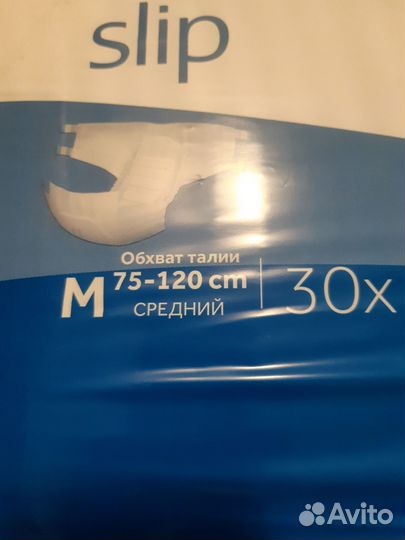 slip
Обхват талии
M 75-120 cm
СРЕДНИЙ
30x
Avito